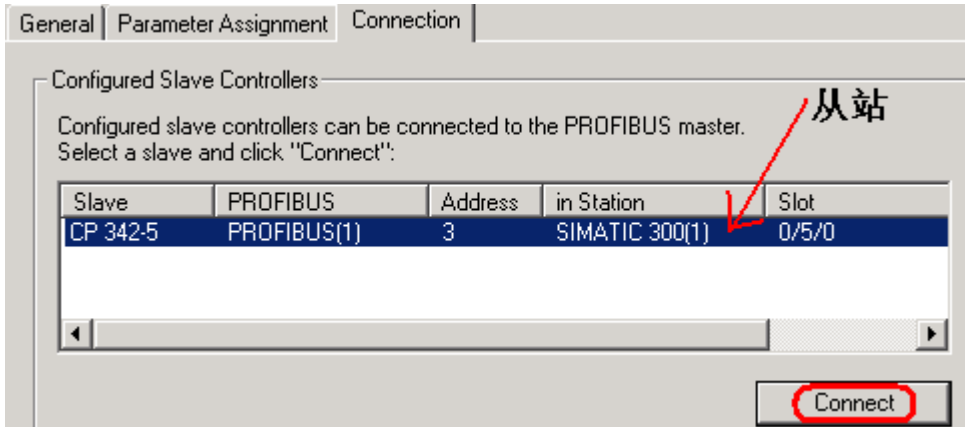 General Parameter Assignment Connection
Configured Slave Controllers
从站
Configured slave controllers can be connected to the PROFIBUS master.
Select a slave and click "Connect":
Slave PROFIBUS Address in Station Slot
CP 342-5 PROFIBUS(1) 3 SIMATIC 300(1) 0/5/0
Connect